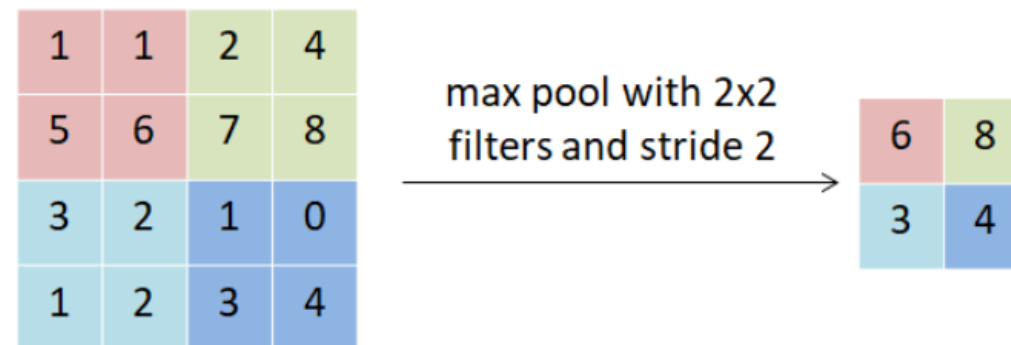 1 1 2 4
5 6 7 8
3 2 1 0
1 2 3 4
max pool with 2x2
filters and stride 2
6 8
3 4